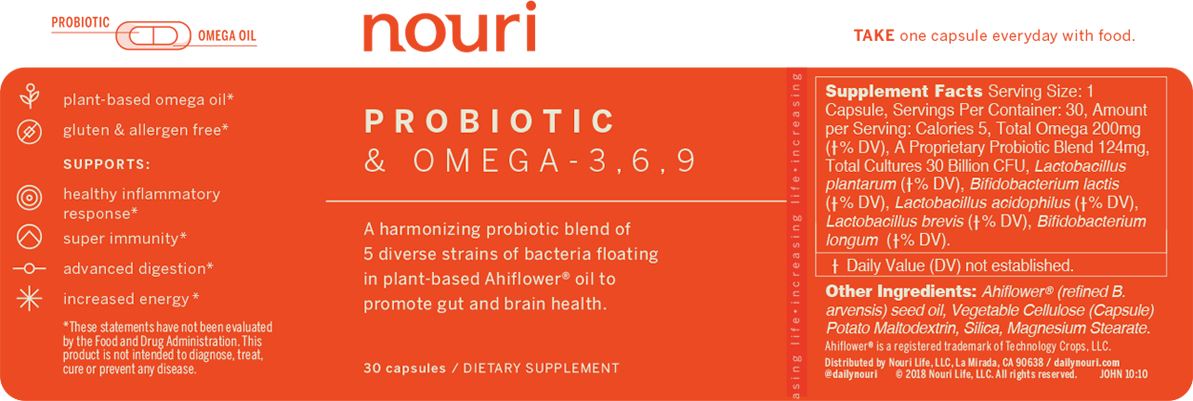 PROBIOTIC
OMEGA OIL
nouri
TAKE one capsule everyday with food.
plant-based omega oil*
gluten & allergen free*
SUPPORTS:
healthy inflammatory
response*
super immunity*
advanced digestion*
increased energy*
*These statements have not been evaluated
by the Food and Drug Administration. This
product is not intended to diagnose, treat,
cure or prevent any disease.
PROBIOTIC
& OMEGA-3,6,9
A harmonizing probiotic blend of
5 diverse strains of bacteria floating
in plant-based Ahiflower® oil to
promote gut and brain health.
30 capsules / DIETARY SUPPLEMENT
asing life•increasing life•increasing
Supplement Facts Serving Size: 1
Capsule, Servings Per Container: 30, Amount
per Serving: Calories 5, Total Omega 200mg
(†% DV), A Proprietary Probiotic Blend 124mg,
Total Cultures 30 Billion CFU, Lactobacillus
plantarum (†% DV), Bifidobacterium lactis
(†% DV), Lactobacillus acidophilus (†% DV),
Lactobacillus brevis (†% DV), Bifidobacterium
longum (†% DV).
† Daily Value (DV) not established.
Other Ingredients: Ahiflower® (refined B.
arvensis) seed oil, Vegetable Cellulose (Capsule)
Potato Maltodextrin, Silica, Magnesium Stearate.
Ahiflower® is a registered trademark of Technology Crops, LLC.
Distributed by Nouri Life, LLC, La Mirada, CA 90638 / dailynouri.com
@dailynouri © 2018 Nouri Life, LLC. All rights reserved. JOHN 10:10